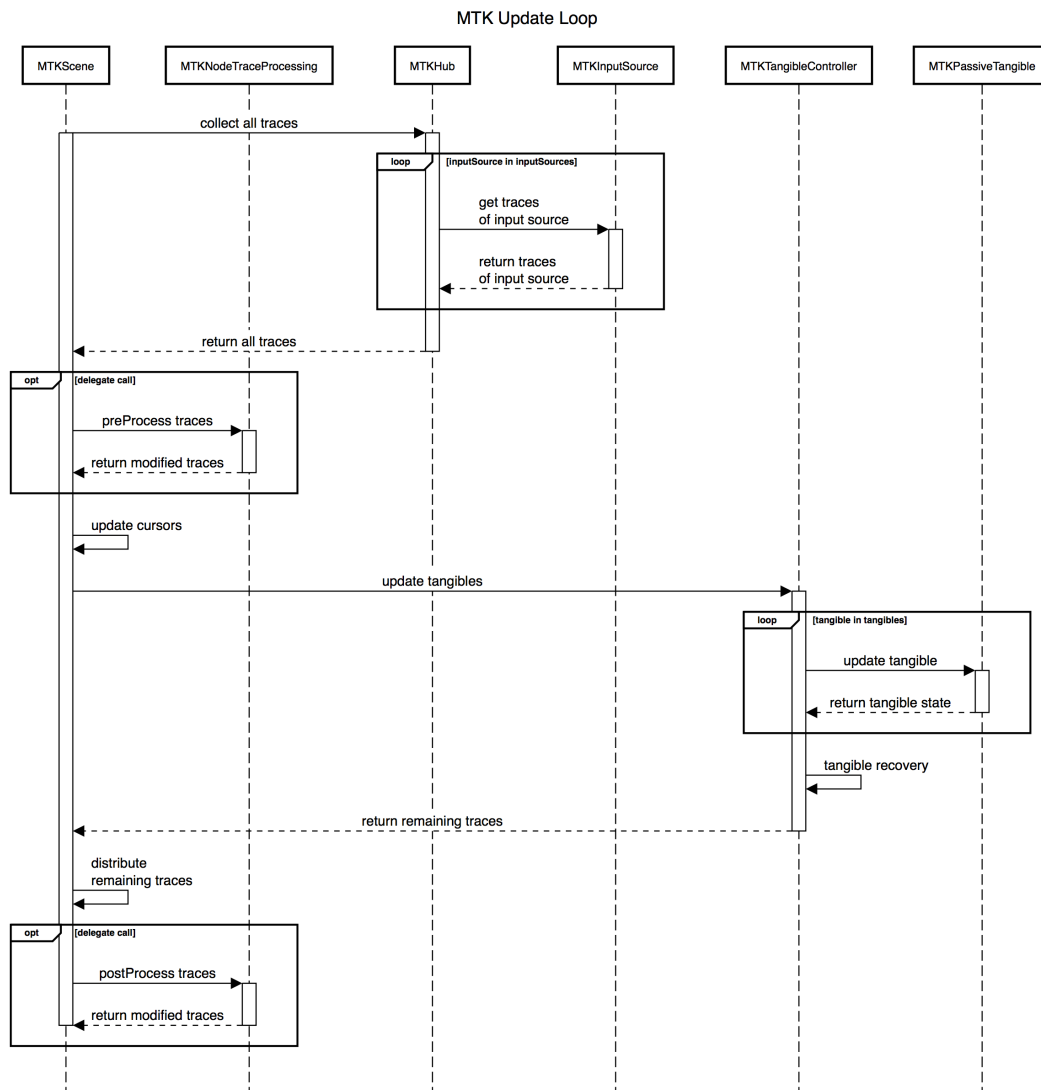 MTK Update Loop
MTKScene
MTKNodeTraceProcessing
MTKHub
MTKInputSource
MTKTangibleController
MTKPassiveTangible
collect all traces
loop
[inputSource in inputSources]
get traces
of input source
return traces
of input source
return all traces
opt
[delegate call]
preProcess traces
return modified traces
update cursors
update tangibles
loop
[tangible in tangibles]
update tangible
return tangible state
tangible recovery
return remaining traces
distribute
remaining traces
opt
[delegate call]
postProcess traces
return modified traces